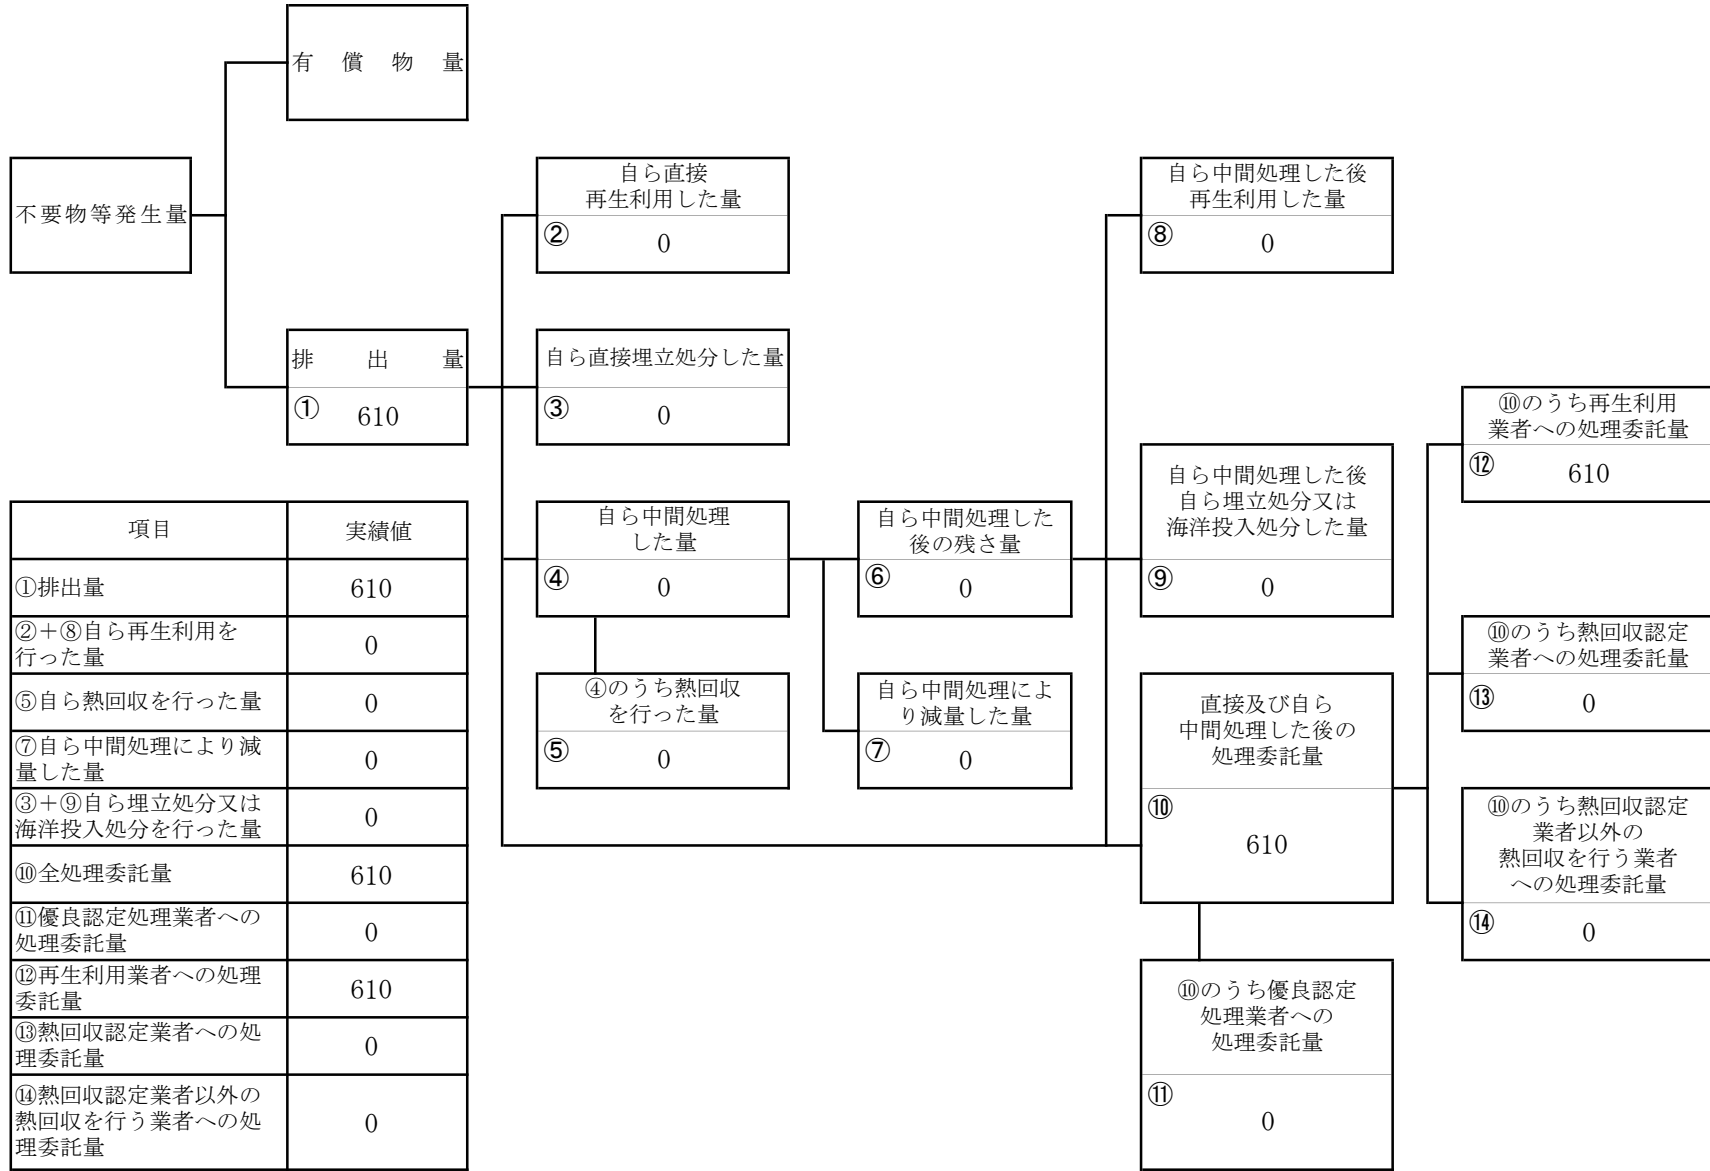 有償物量
不要物等発生量
自ら直接
再生利用した量
②
0
自ら中間処理した後
再生利用した量
⑧
0
排出量
①
610
自ら直接埋立処分した量
③
0
⑩のうち再生利用
業者への処理委託量
⑫
610
自ら中間処理
した量
④
0
自ら中間処理した
後の残さ量
⑥
0
自ら中間処理した後
自ら埋立処分又は
海洋投入処分した量
⑨
0
④のうち熱回収
を行った量
⑤
0
自ら中間処理によ
り減量した量
⑦
0
直接及び自ら
中間処理した後の
処理委託量
⑩
610
⑩のうち熱回収認定
業者への処理委託量
⑬
0
⑩のうち熱回収認定
業者以外の
熱回収を行う業者
への処理委託量
⑭
0
⑩のうち優良認定
処理業者への
処理委託量
⑪
0
項目 実績値
①排出量 610
②+⑧自ら再生利用を
行った量 0
⑤自ら熱回収を行った量 0
⑦自ら中間処理により減
量した量 0
③+⑨自ら埋立処分又は
海洋投入処分を行った量 0
⑩全処理委託量 610
⑪優良認定処理業者への
処理委託量 0
⑫再生利用業者への処理
委託量 610
⑬熱回収認定業者への処
理委託量 0
⑭熱回収認定業者以外の
熱回収を行う業者への処
理委託量 0